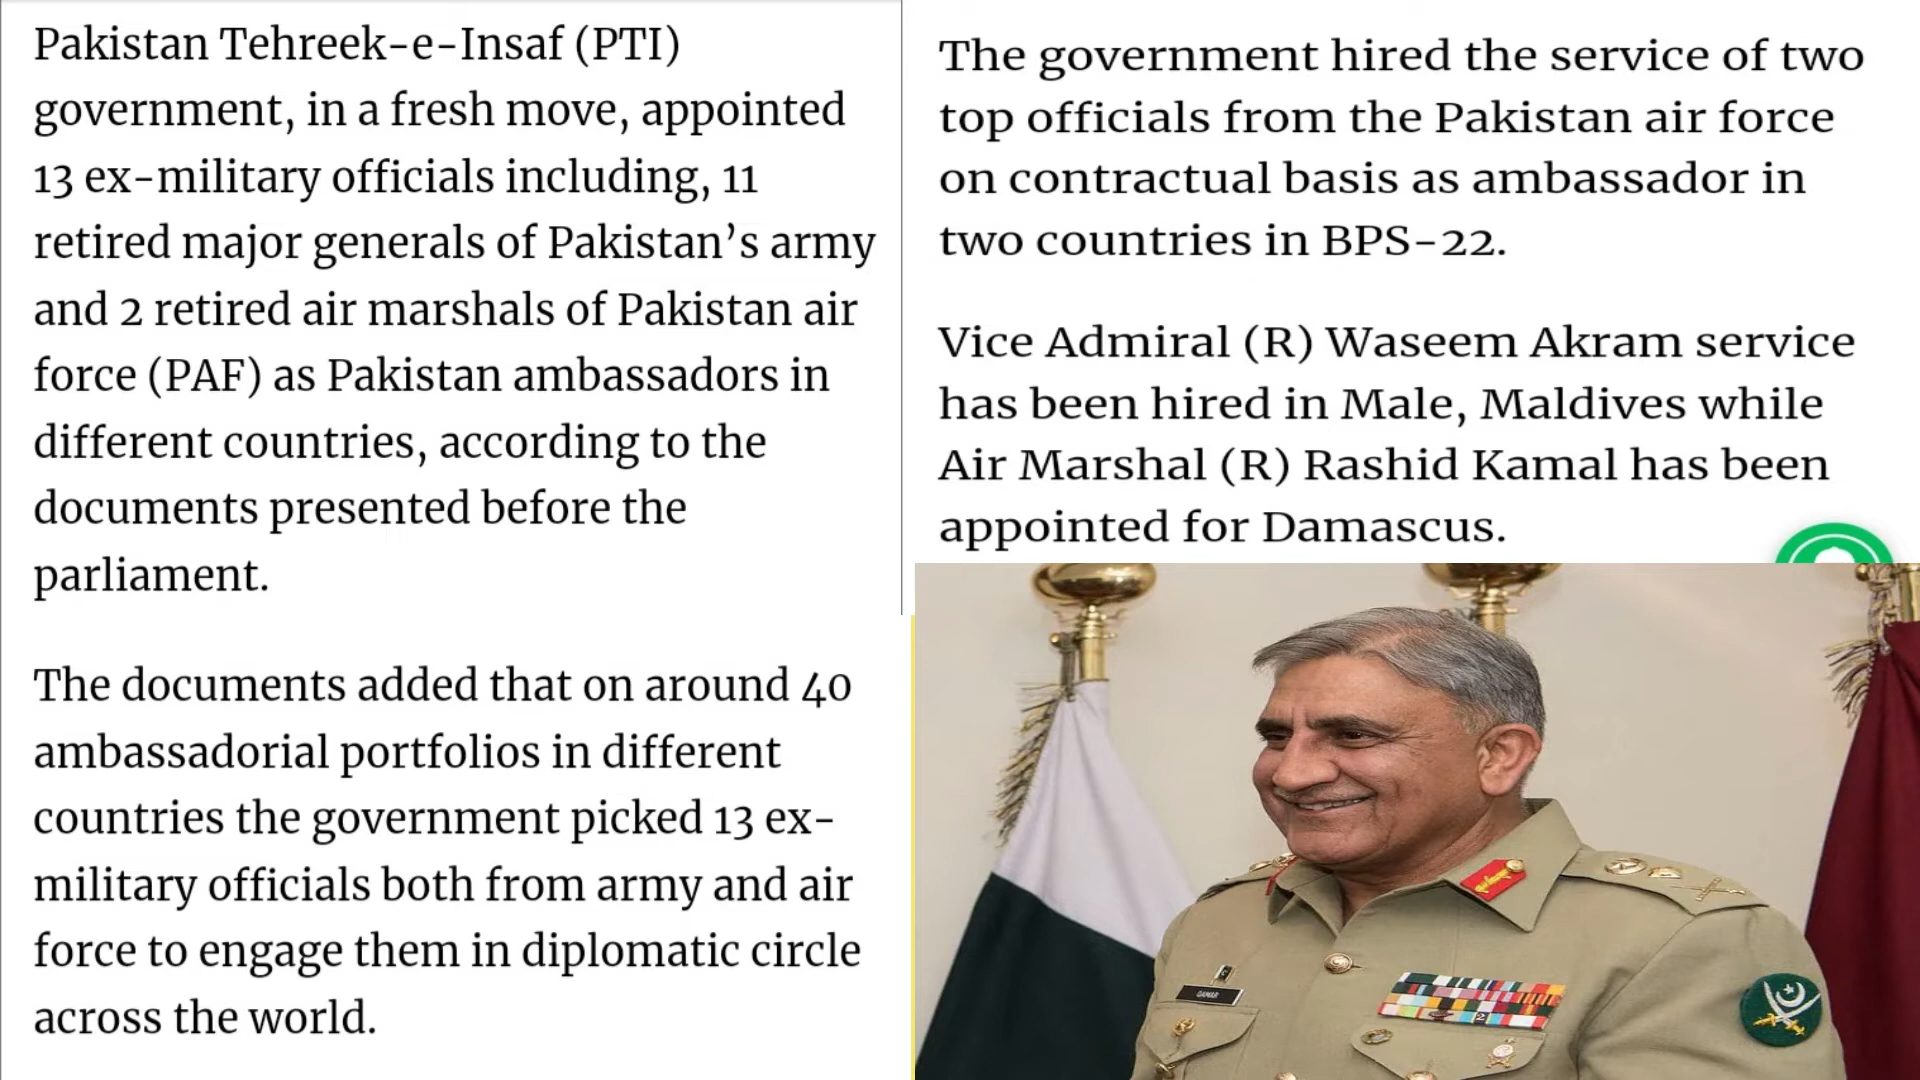 Pakistan Tehreek-e-Insaf (PTI)
government, in a fresh move, appointed
13 ex-military officials including, 11
retired major generals of Pakistan’s army
and 2 retired air marshals of Pakistan air
force (PAF) as Pakistan ambassadors in
different countries, according to the
documents presented before the
parliament.
The documents added that on around 40
ambassadorial portfolios in different
countries the government picked 13 ex-
military officials both from army and air
force to engage them in diplomatic circle
across the world.
The government hired the service of two
top officials from the Pakistan air force
on contractual basis as ambassador in
two countries in BPS-22.
Vice Admiral (R) Waseem Akram service
has been hired in Male, Maldives while
Air Marshal (R) Rashid Kamal has been
appointed for Damascus.
QAMAR